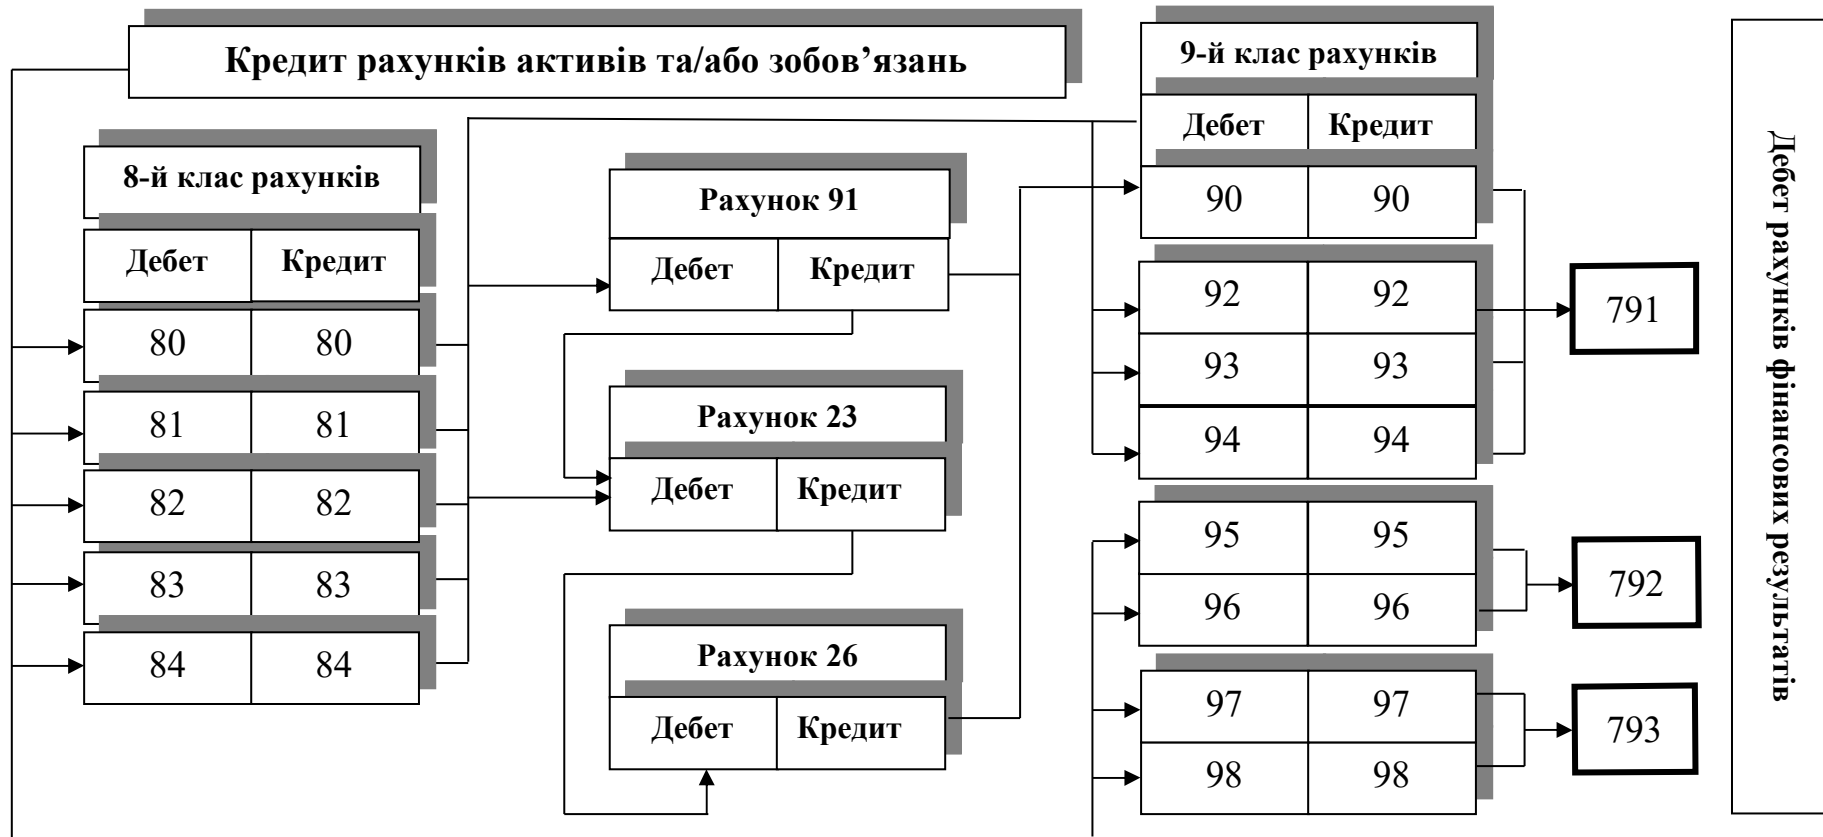 Кредит рахунків активів та/або зобов’язань
8-й клас рахунків
Дебет Кредит
80 80
81 81
82 82
83 83
84 84
Рахунок 91
Дебет Кредит
Рахунок 23
Дебет Кредит
Рахунок 26
Дебет Кредит
9-й клас рахунків
Дебет Кредит
90 90
92 92
93 93
94 94
95 95
96 96
97 97
98 98
791
792
793
Дебет рахунків фінансових результатів